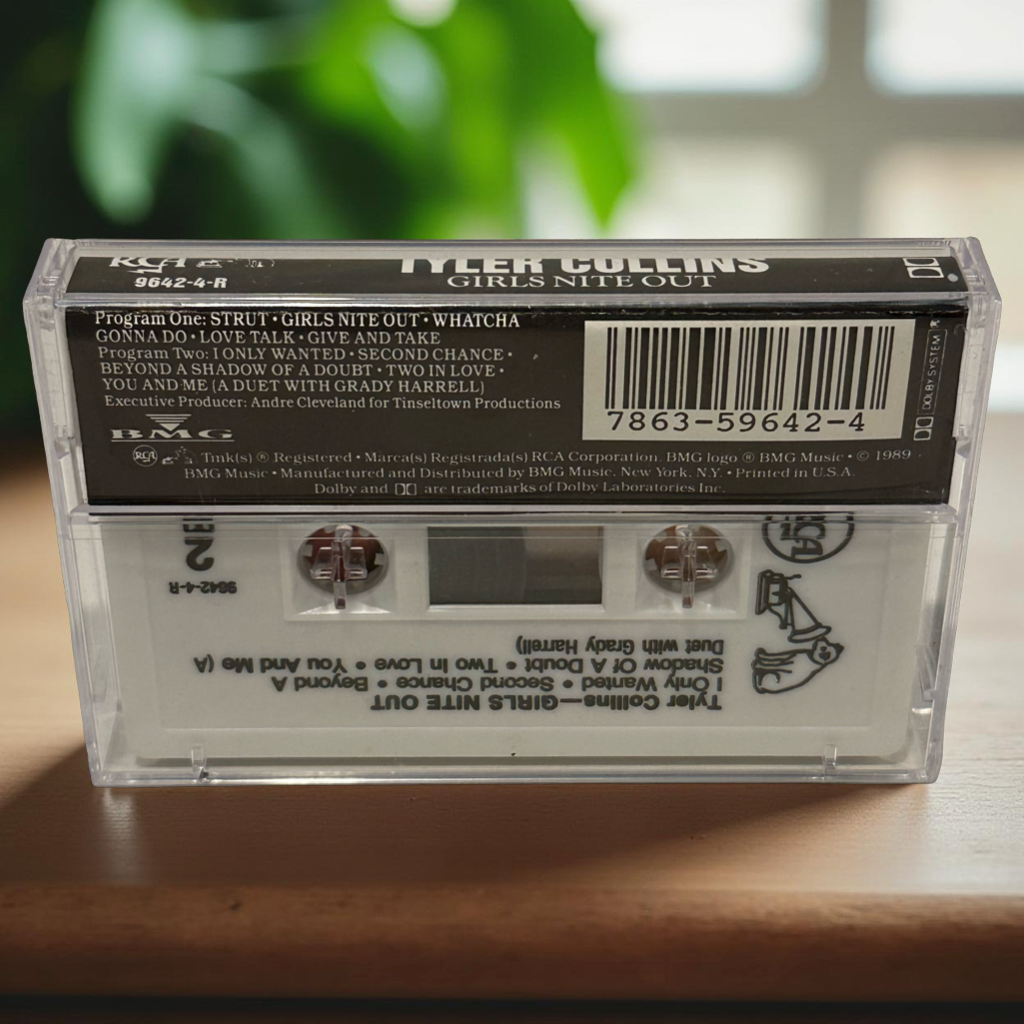 RCA
9642-4-R
TYLER COLLINS
GIRLS NITE OUT
Program One: STRUT • GIRLS NITE OUT • WHATCHA
GONNA DO • LOVE TALK • GIVE AND TAKE
Program Two: I ONLY WANTED • SECOND CHANCE •
BEYOND A SHADOW OF A DOUBT • TWO IN LOVE •
YOU AND ME (A DUET WITH GRADY HARRELL)
Executive Producer: Andre Cleveland for Tinseltown Productions
7863-59642-4
DOLBY SYSTEM
BMG
RCA Tmk(s) ® Registered • Marca(s) Registrada(s) RCA Corporation. BMG logo ® BMG Music • © 1989
BMG Music • Manufactured and Distributed by BMG Music, New York, N.Y. • Printed in U.S.A.
Dolby and are trademarks of Dolby Laboratories Inc.
Tyler Collins—GIRLS NITE OUT
I Only Wanted • Second Chance • Beyond A
Shadow Of A Doubt • Two In Love • You And Me (A
Duet with Grady Harrell)
9642-4-R
2
RCA